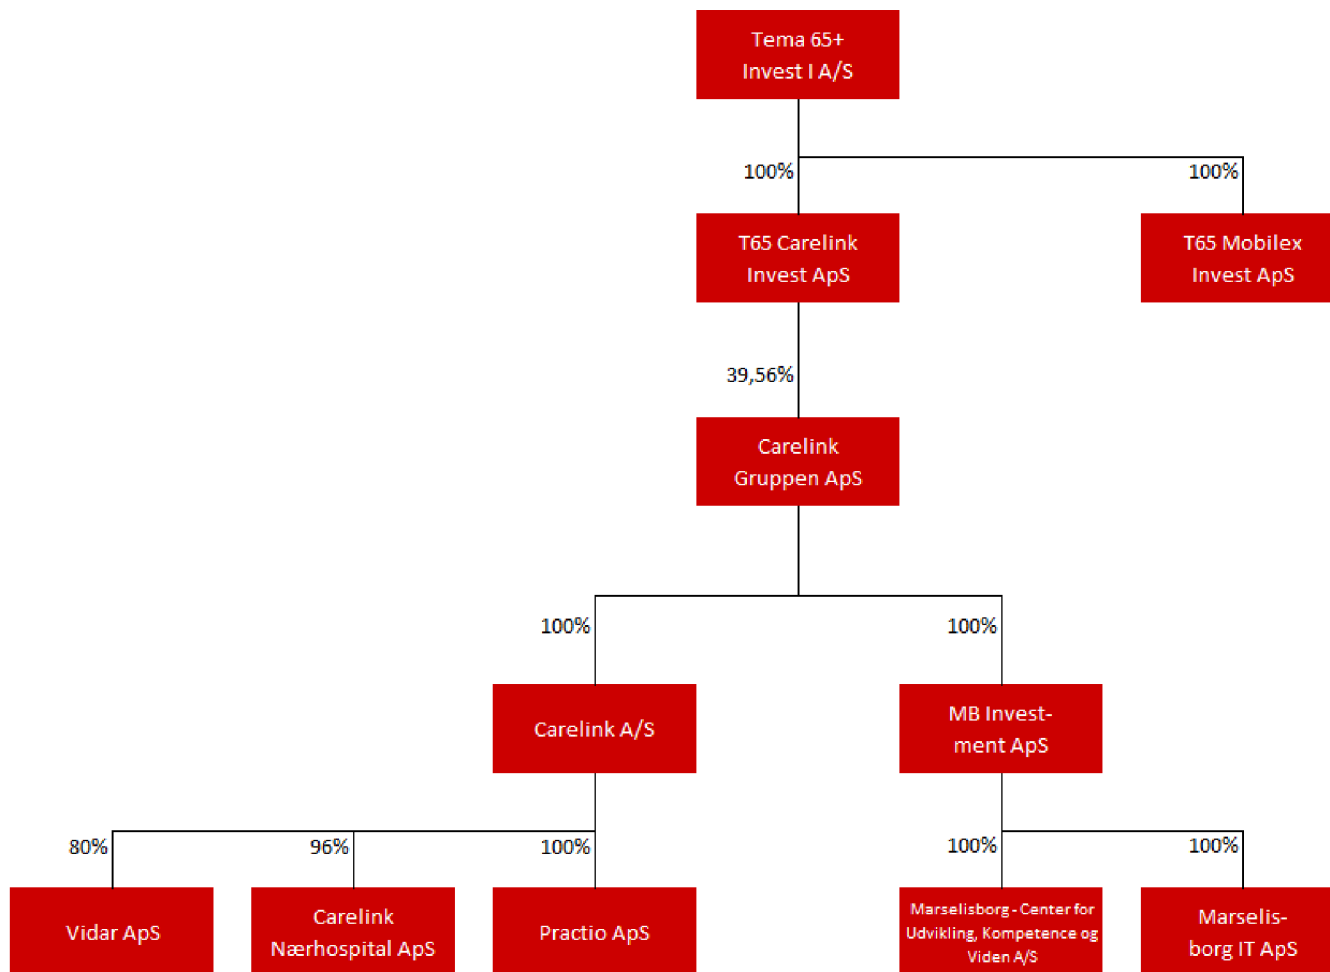 Tema 65+
Invest I A/S
100%
100%
T65 Carelink
Invest ApS
T65 Mobilex
Invest ApS
39,56%
Carelink
Gruppen ApS
100%
100%
Carelink A/S
MB Invest-
ment ApS
80%
96%
100%
100%
100%
Vidar ApS
Carelink
Nærhospital ApS
Practio ApS
Marselisborg - Center for
Udvikling, Kompetence og
Viden A/S
Marselis-
borg IT ApS